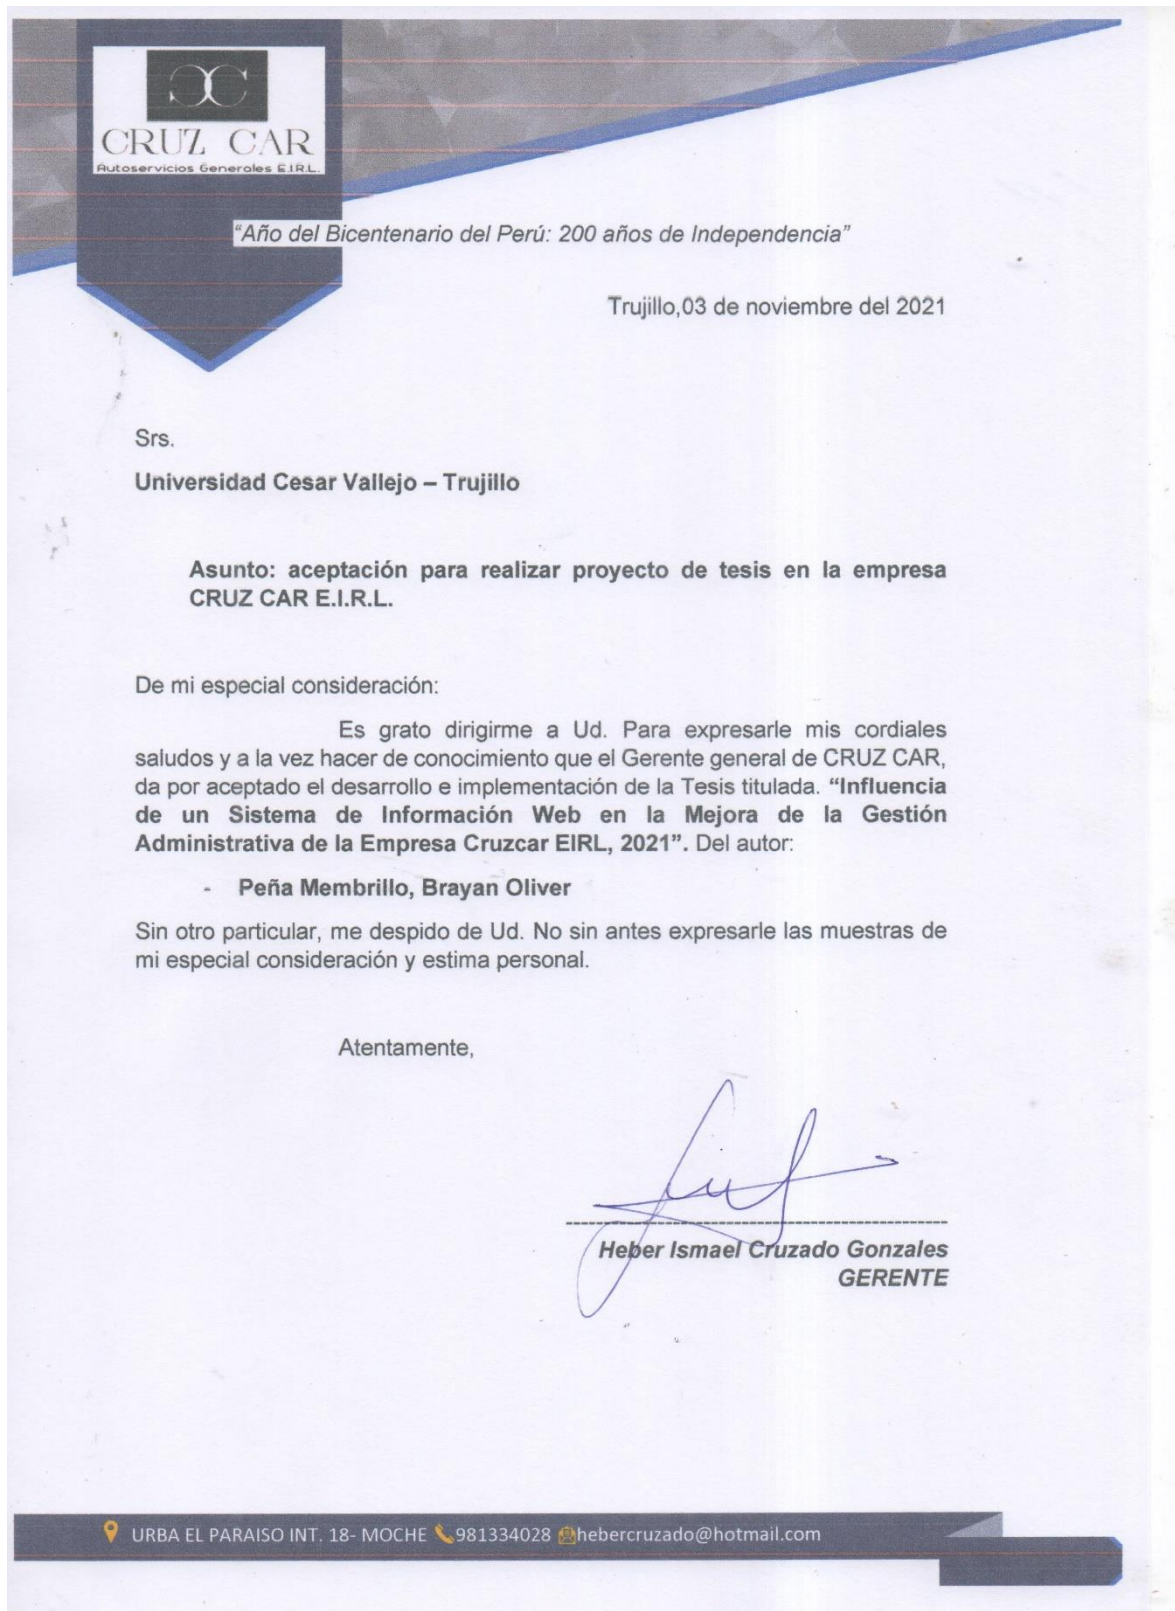 CRUZ CAR
Autoservicios Generales E.I.R.L.
“Año del Bicentenario del Perú: 200 años de Independencia”
Trujillo,03 de noviembre del 2021
Srs.
Universidad Cesar Vallejo – Trujillo
Asunto: aceptación para realizar proyecto de tesis en la empresa
CRUZ CAR E.I.R.L.
De mi especial consideración:
Es grato dirigirme a Ud. Para expresarle mis cordiales
saludos y a la vez hacer de conocimiento que el Gerente general de CRUZ CAR,
da por aceptado el desarrollo e implementación de la Tesis titulada. “Influencia
de un Sistema de Información Web en la Mejora de la Gestión
Administrativa de la Empresa Cruzcar EIRL, 2021”. Del autor:
- Peña Membrillo, Brayan Oliver
Sin otro particular, me despido de Ud. No sin antes expresarle las muestras de
mi especial consideración y estima personal.
Atentamente,
Heber Ismael Cruzado Gonzales
GERENTE
URBA EL PARAISO INT. 18- MOCHE 981334028 hebercruzado@hotmail.com